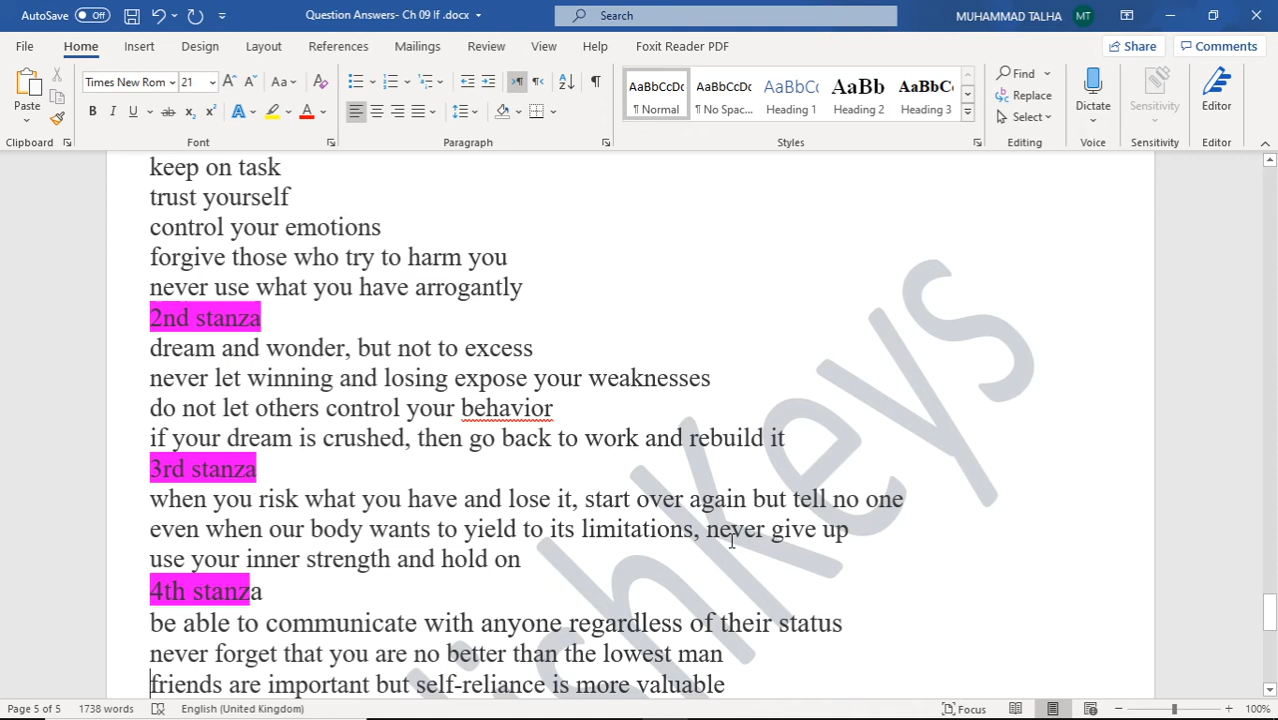 AutoSave Off Question Answers- Ch 09 If .docx Search MUHAMMAD TALHA MT
File Home Insert Design Layout References Mailings Review View Help Foxit Reader PDF Share Comments
Times New Rom 21 Aa AaBbCcDc AaBbCcDc AaBbCc AaBb AaBbCc Find
Paste B I U ab x2 x2 A A Normal No Spac... Heading 1 Heading 2 Heading 3 Replace Select Dictate Sensitivity Editor
Clipboard Font Paragraph Styles Editing Voice Sensitivity Editor
keep on task
trust yourself
control your emotions
forgive those who try to harm you
never use what you have arrogantly
2nd stanza
dream and wonder, but not to excess
never let winning and losing expose your weaknesses
do not let others control your behavior
if your dream is crushed, then go back to work and rebuild it
3rd stanza
when you risk what you have and lose it, start over again but tell no one
even when our body wants to yield to its limitations, never give up
use your inner strength and hold on
4th stanza
be able to communicate with anyone regardless of their status
never forget that you are no better than the lowest man
friends are important but self-reliance is more valuable
ishKeys
Page 5 of 5 1738 words English (United Kingdom) Focus 100%